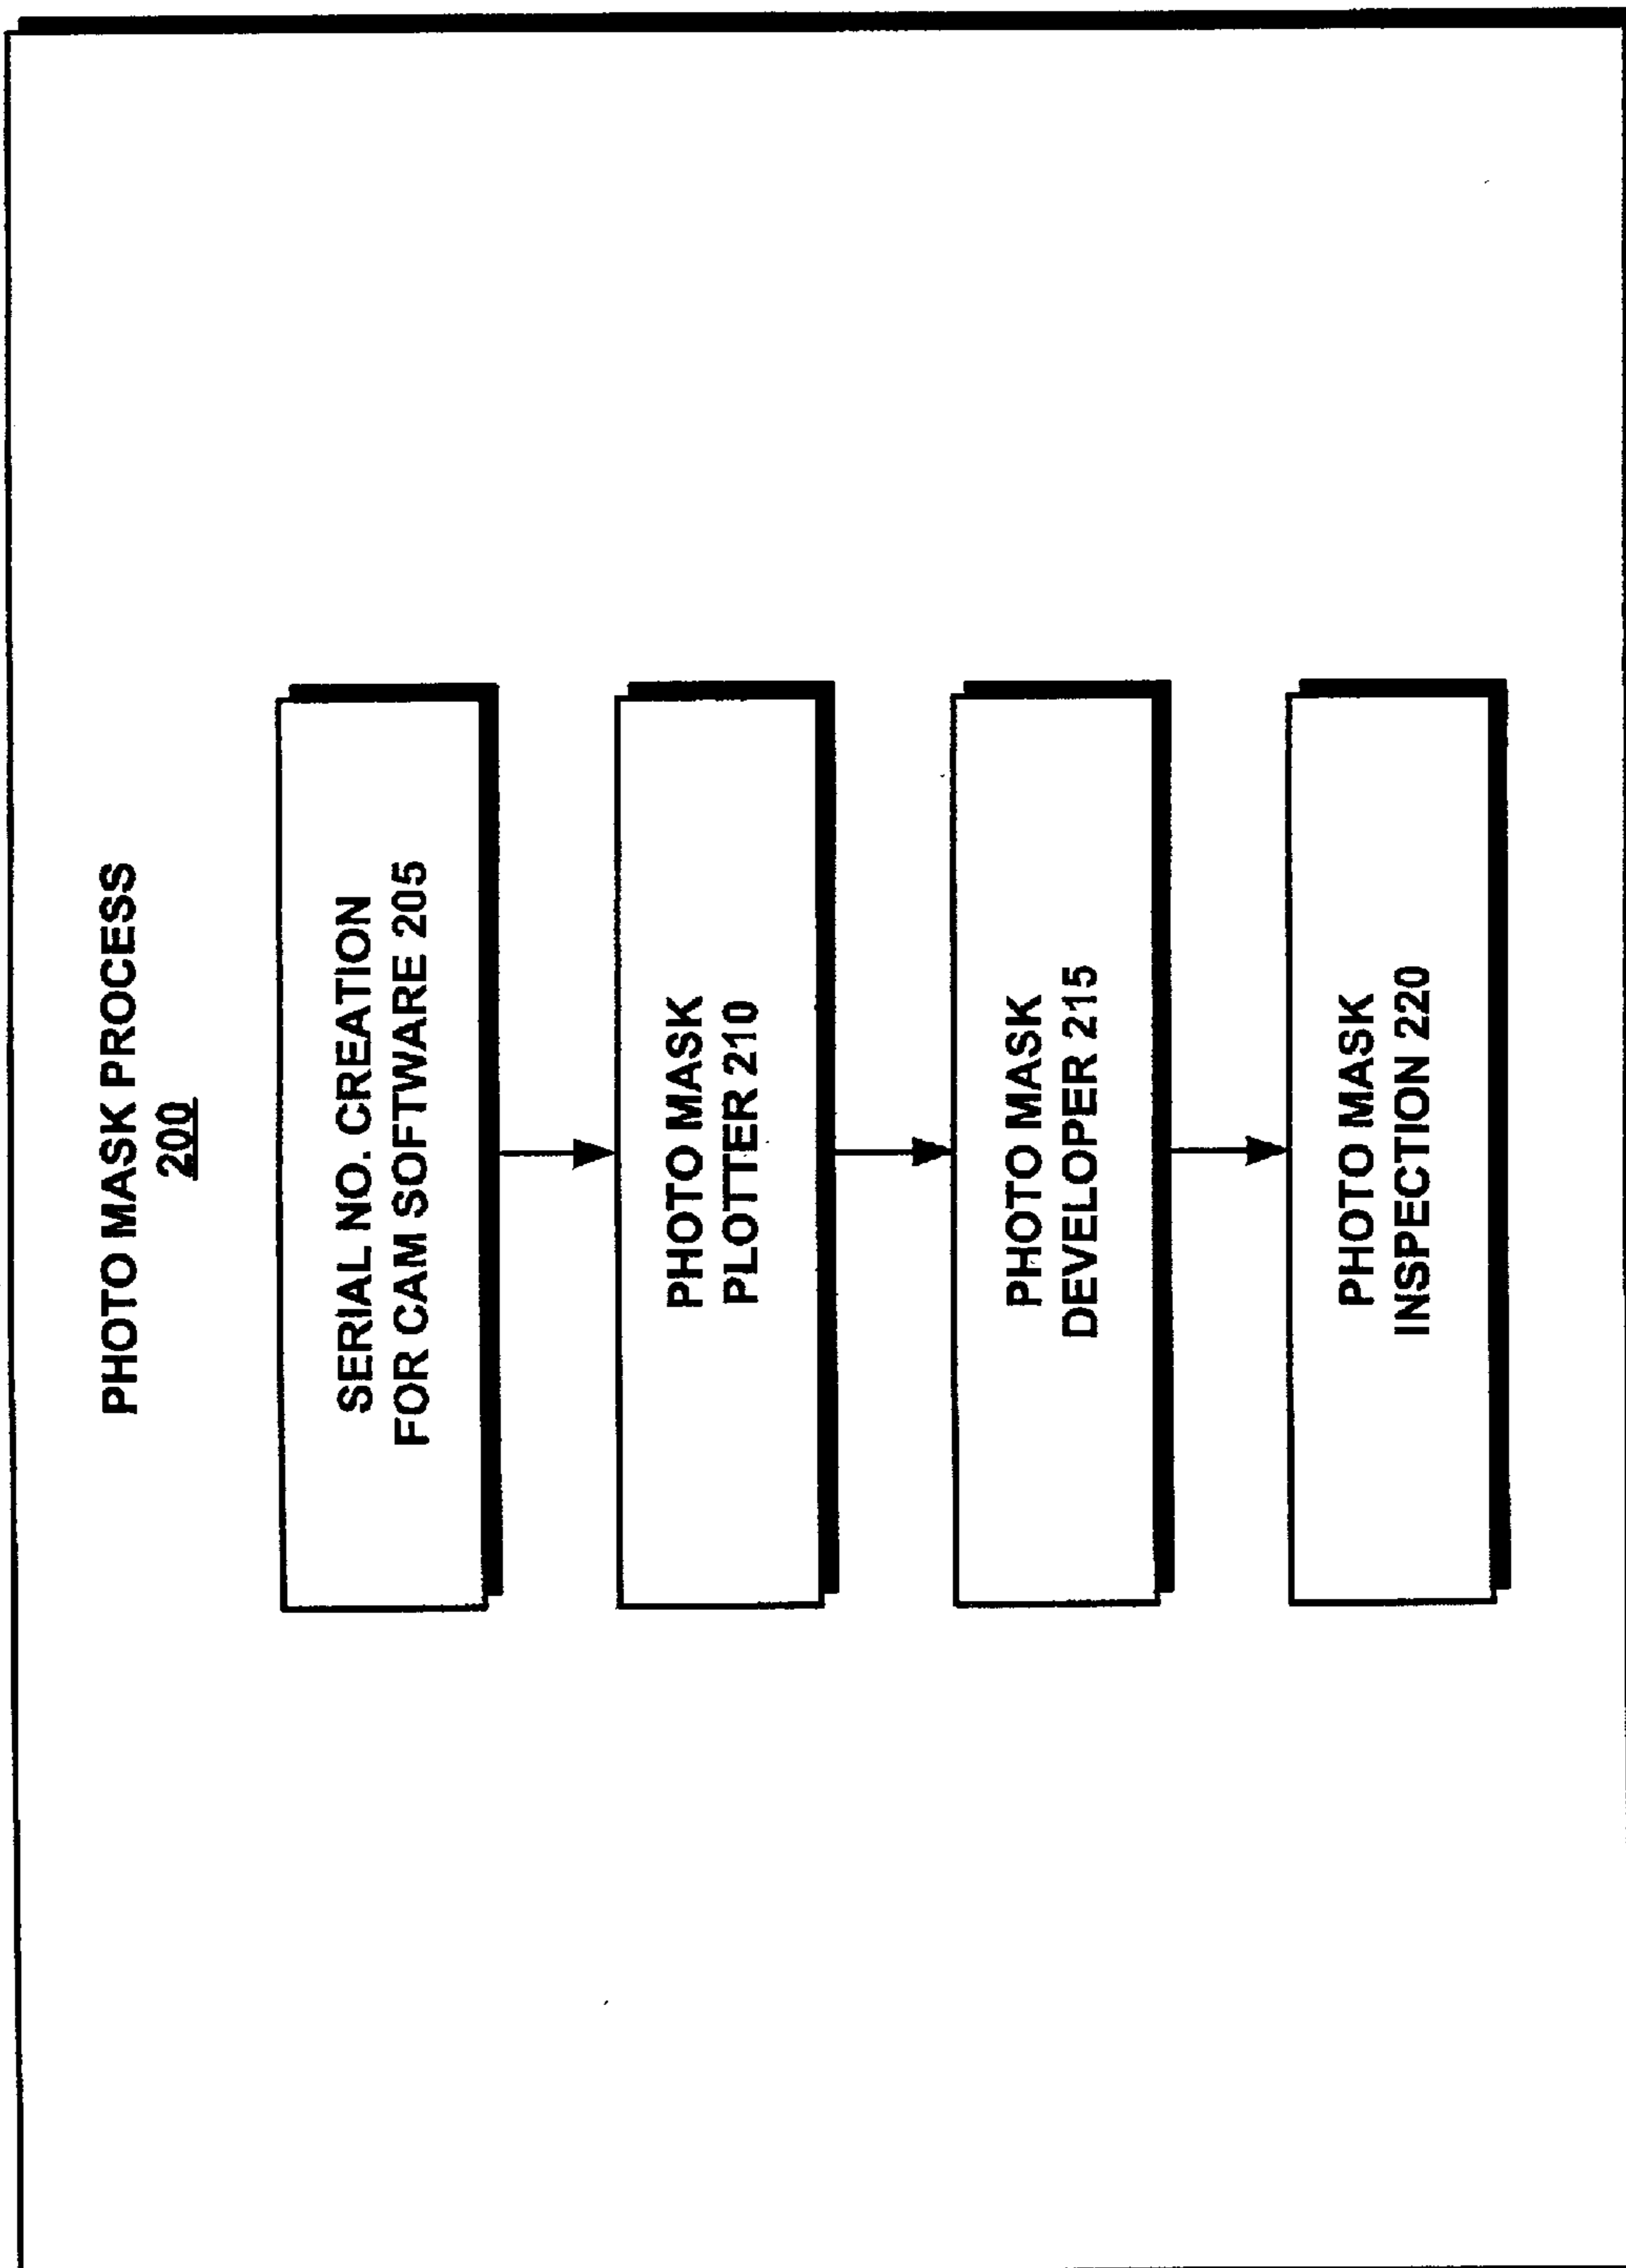 PHOTO MASK PROCESS
200
SERIAL NO. CREATION
FOR CAM SOFTWARE 205
PHOTO MASK
PLOTTER 210
PHOTO MASK
DEVELOPER 215
PHOTO MASK
INSPECTION 220